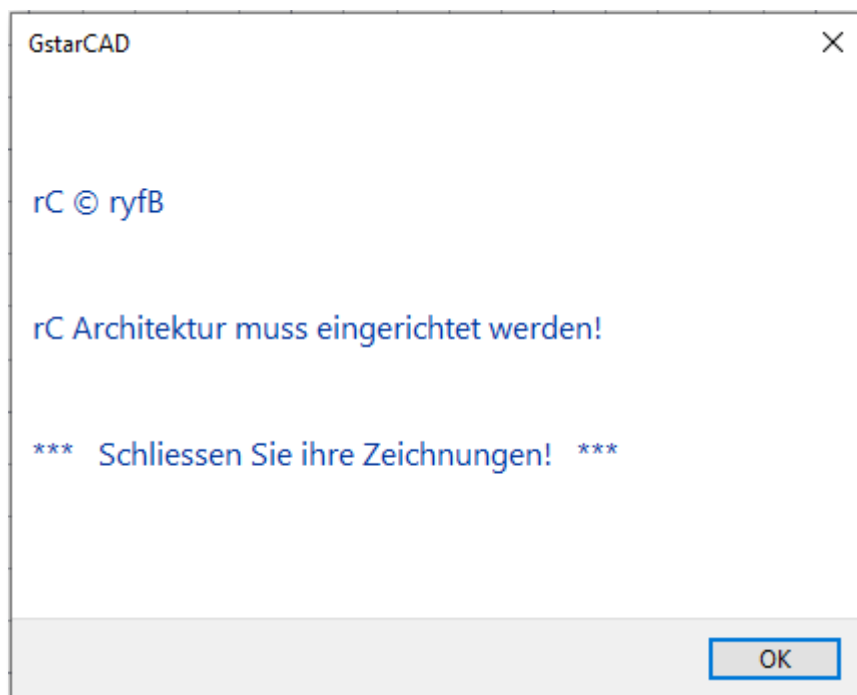 GstarCAD
rC © ryfB
rC Architektur muss eingerichtet werden!
*** Schliessen Sie ihre Zeichnungen! ***
OK